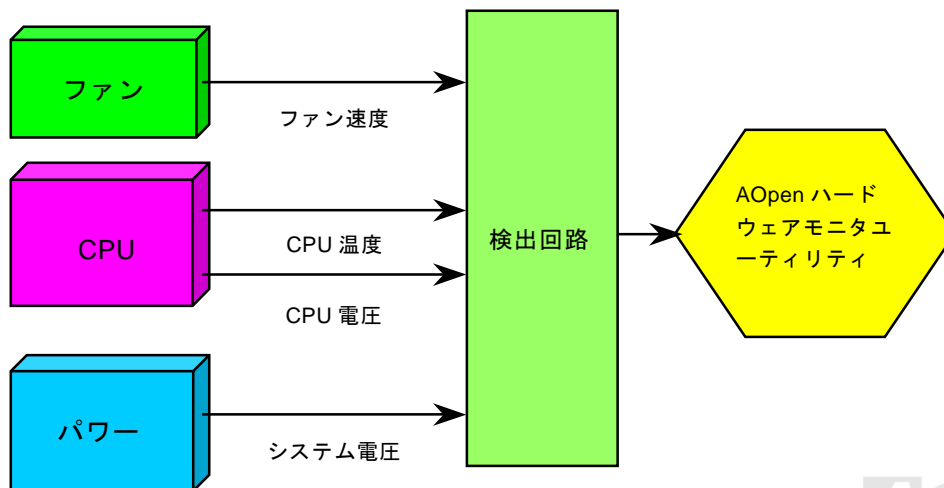 ファン
ファン速度
CPU
CPU 温度
CPU 電圧
パワー
システム電圧
検出回路
AOpen ハード
ウェアモニタユ
ーティリティ